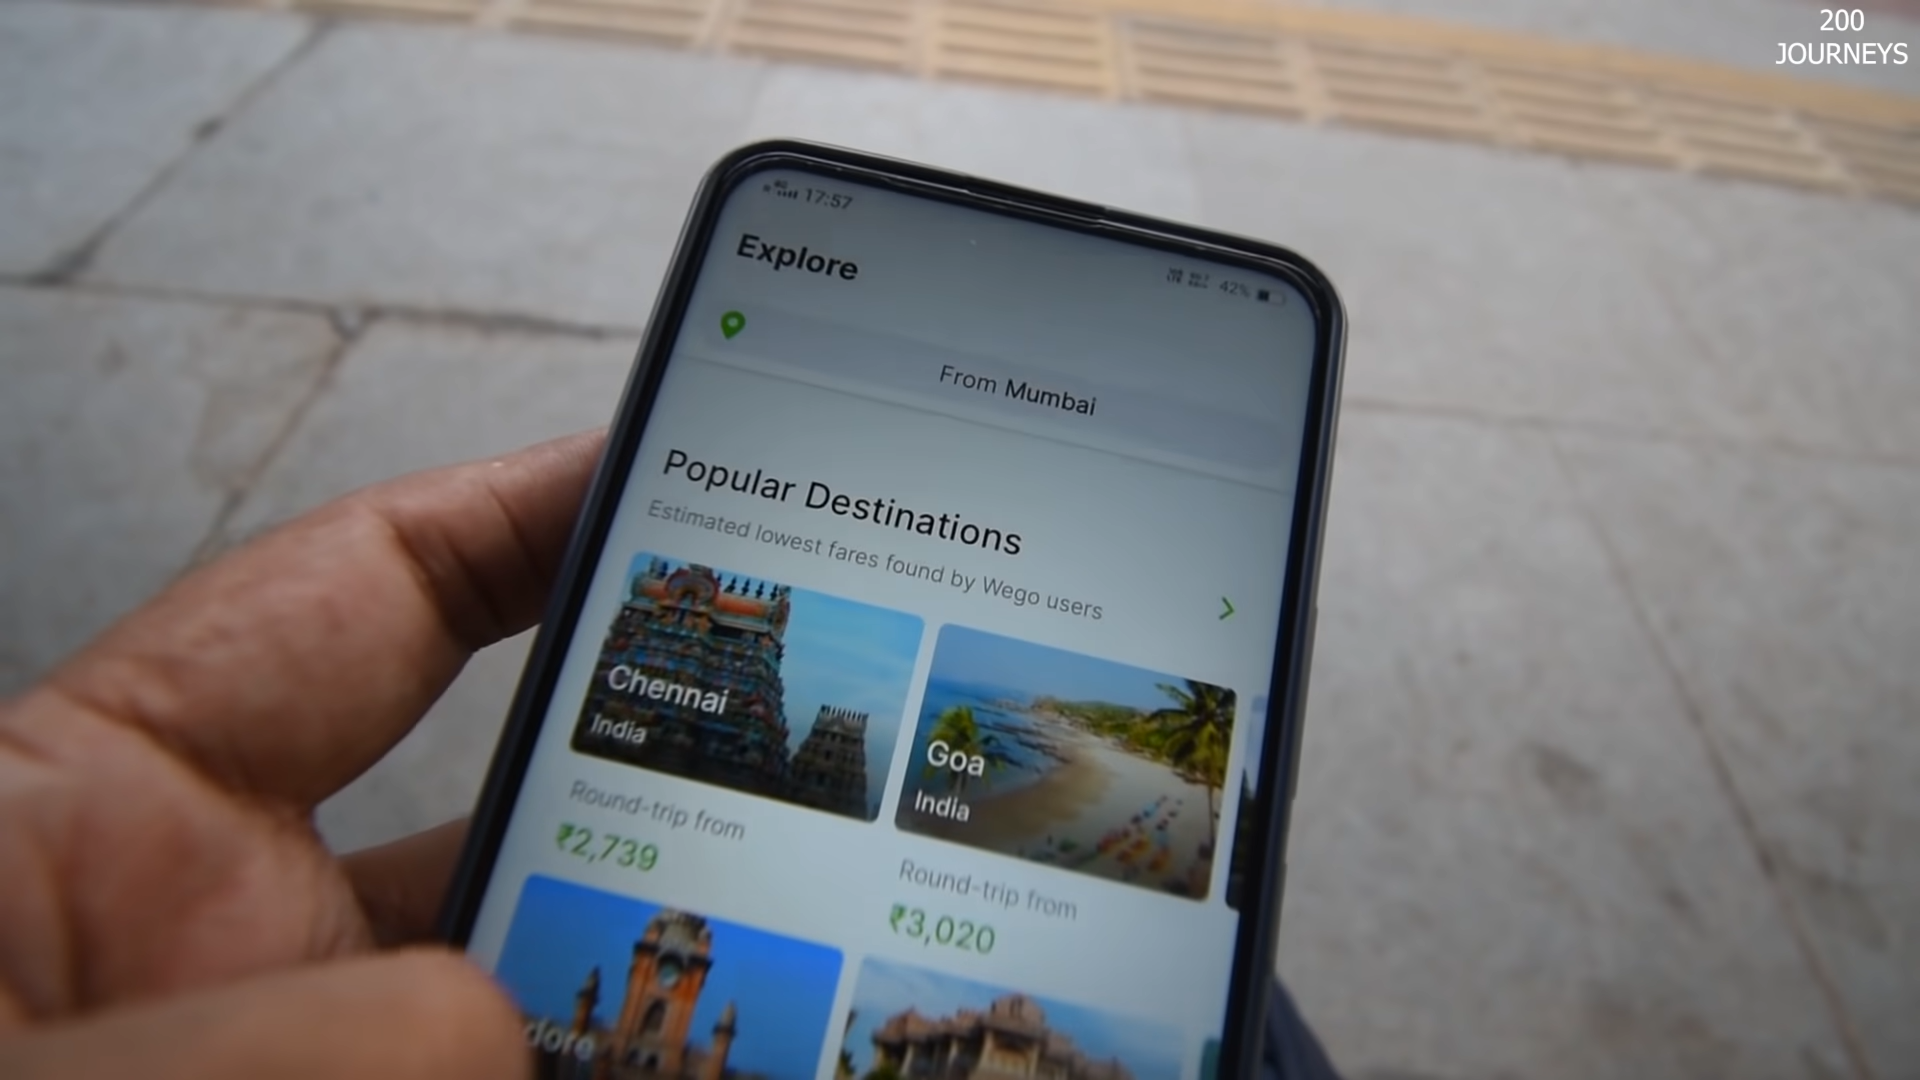 200
JOURNEYS
17:57
42%
Explore
From Mumbai
Popular Destinations
Estimated lowest fares found by Wego users
Chennai
India
Goa
India
Round-trip from
₹2,739
Round-trip from
₹3,020
dore